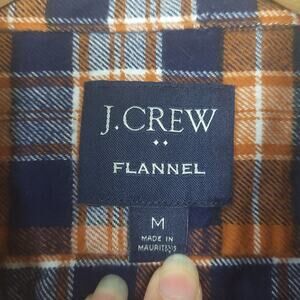 J.CREW
FLANNEL
M
MADE IN
MAURITIUS